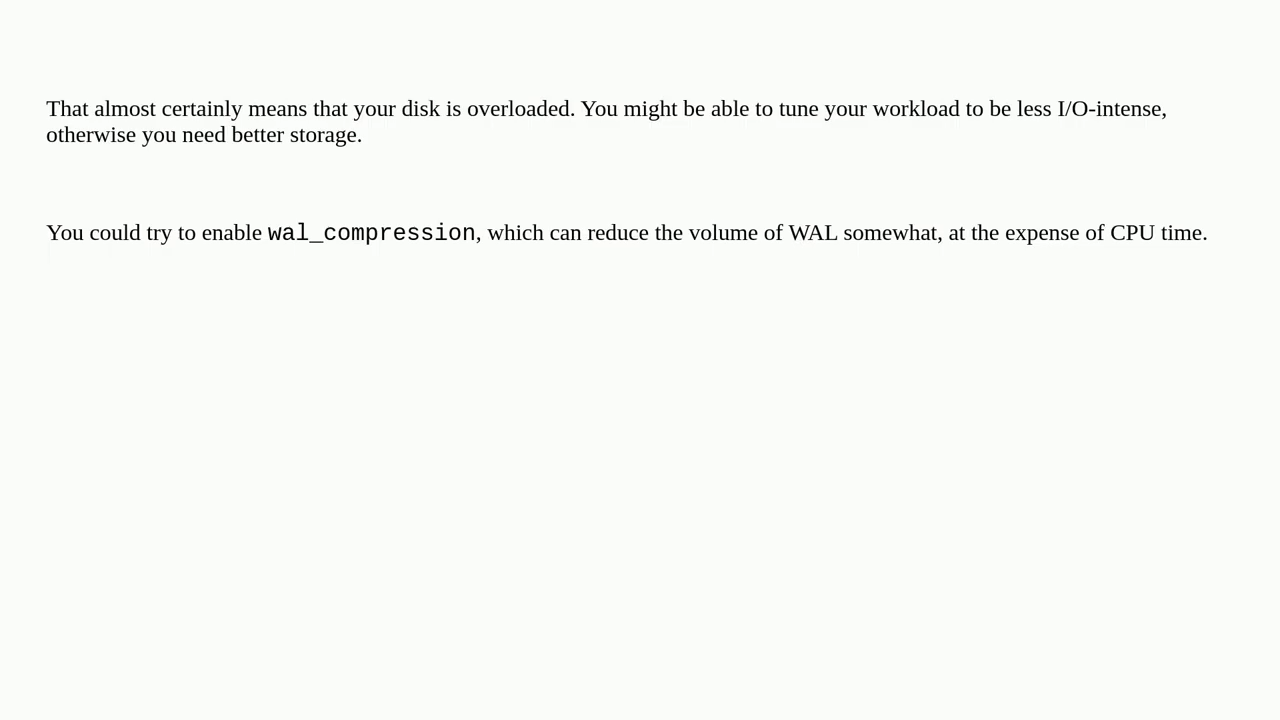 That almost certainly means that your disk is overloaded. You might be able to tune your workload to be less I/O-intense,
otherwise you need better storage.
You could try to enable wal_compression, which can reduce the volume of WAL somewhat, at the expense of CPU time.